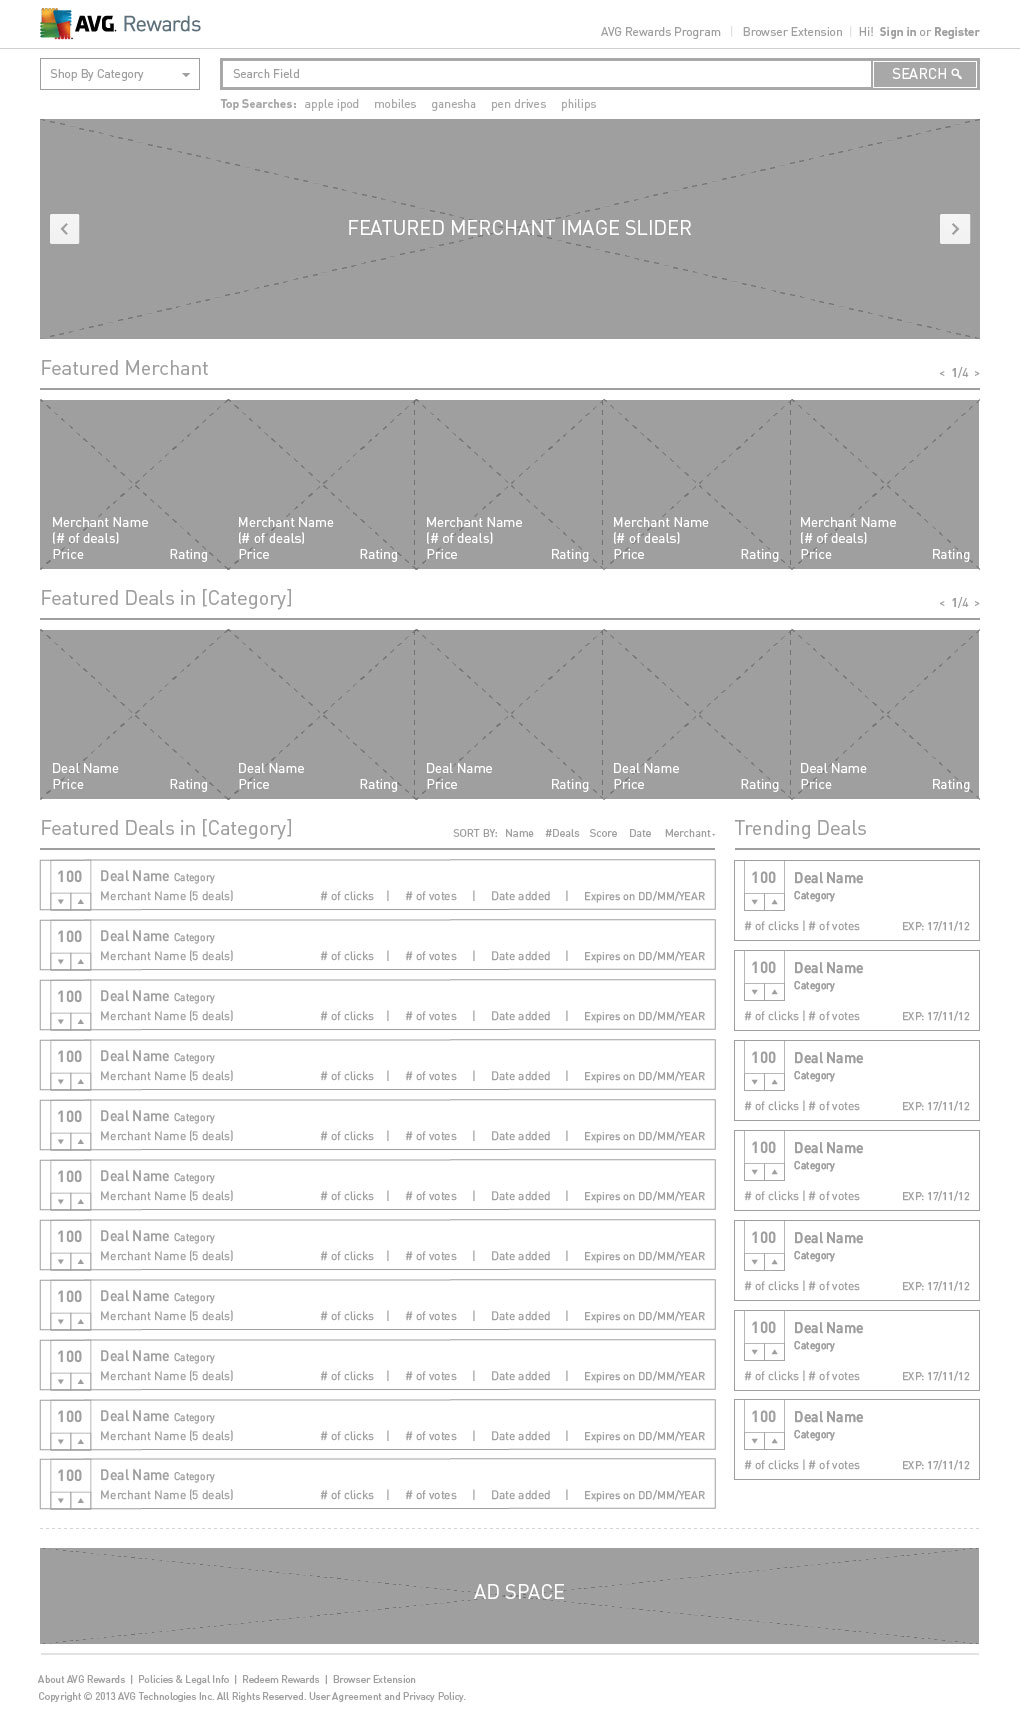 AVG. Rewards
AVG Rewards Program | Browser Extension | Hi! Sign in or Register
Shop By Category
Search Field
SEARCH
Top Searches: apple ipod mobiles ganesha pen drives philips
FEATURED MERCHANT IMAGE SLIDER
Featured Merchant < 1/4 >
Merchant Name Merchant Name Merchant Name Merchant Name Merchant Name
(# of deals) (# of deals) (# of deals) (# of deals) (# of deals)
Price Rating Price Rating Price Rating Price Rating Price Rating
Featured Deals in [Category] < 1/4 >
Deal Name Deal Name Deal Name Deal Name Deal Name
Price Rating Price Rating Price Rating Price Rating Price Rating
Featured Deals in [Category] SORT BY: Name #Deals Score Date Merchant
100 Deal Name Category
Merchant Name (5 deals) # of clicks | # of votes | Date added | Expires on DD/MM/YEAR
100 Deal Name Category
Merchant Name (5 deals) # of clicks | # of votes | Date added | Expires on DD/MM/YEAR
100 Deal Name Category
Merchant Name (5 deals) # of clicks | # of votes | Date added | Expires on DD/MM/YEAR
100 Deal Name Category
Merchant Name (5 deals) # of clicks | # of votes | Date added | Expires on DD/MM/YEAR
100 Deal Name Category
Merchant Name (5 deals) # of clicks | # of votes | Date added | Expires on DD/MM/YEAR
100 Deal Name Category
Merchant Name (5 deals) # of clicks | # of votes | Date added | Expires on DD/MM/YEAR
100 Deal Name Category
Merchant Name (5 deals) # of clicks | # of votes | Date added | Expires on DD/MM/YEAR
100 Deal Name Category
Merchant Name (5 deals) # of clicks | # of votes | Date added | Expires on DD/MM/YEAR
100 Deal Name Category
Merchant Name (5 deals) # of clicks | # of votes | Date added | Expires on DD/MM/YEAR
100 Deal Name Category
Merchant Name (5 deals) # of clicks | # of votes | Date added | Expires on DD/MM/YEAR
100 Deal Name Category
Merchant Name (5 deals) # of clicks | # of votes | Date added | Expires on DD/MM/YEAR
Trending Deals
100 Deal Name
Category
# of clicks | # of votes EXP: 17/11/12
100 Deal Name
Category
# of clicks | # of votes EXP: 17/11/12
100 Deal Name
Category
# of clicks | # of votes EXP: 17/11/12
100 Deal Name
Category
# of clicks | # of votes EXP: 17/11/12
100 Deal Name
Category
# of clicks | # of votes EXP: 17/11/12
100 Deal Name
Category
# of clicks | # of votes EXP: 17/11/12
100 Deal Name
Category
# of clicks | # of votes EXP: 17/11/12
AD SPACE
About AVG Rewards | Policies & Legal Info | Redeem Rewards | Browser Extension
Copyright © 2013 AVG Technologies Inc. All Rights Reserved. User Agreement and Privacy Policy.